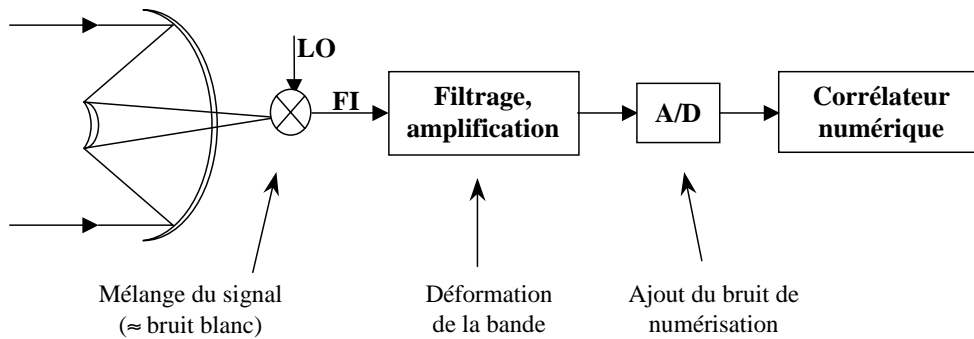 LO
FI
Filtrage,
amplification
A/D
Corrélateur
numérique
Mélange du signal
(≈ bruit blanc)
Déformation
de la bande
Ajout du bruit de
numérisation